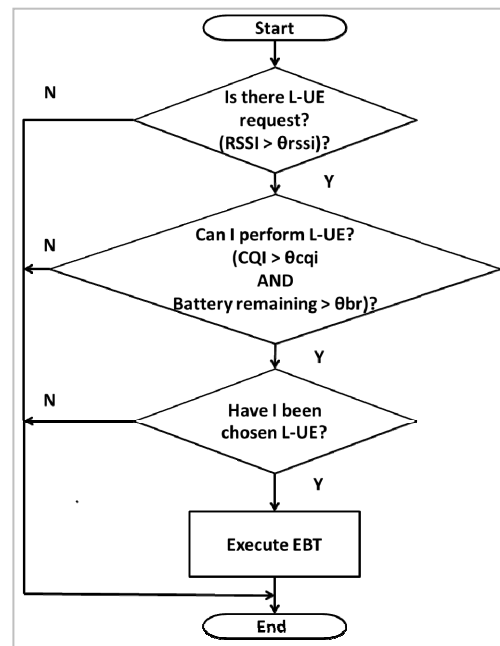 Start
N
Is there L-UE
request?
(RSSI > θrssi)?
Y
N
Can I perform L-UE?
(CQI > θcqi
AND
Battery remaining > θbr)?
Y
N
Have I been
chosen L-UE?
Y
Execute EBT
End